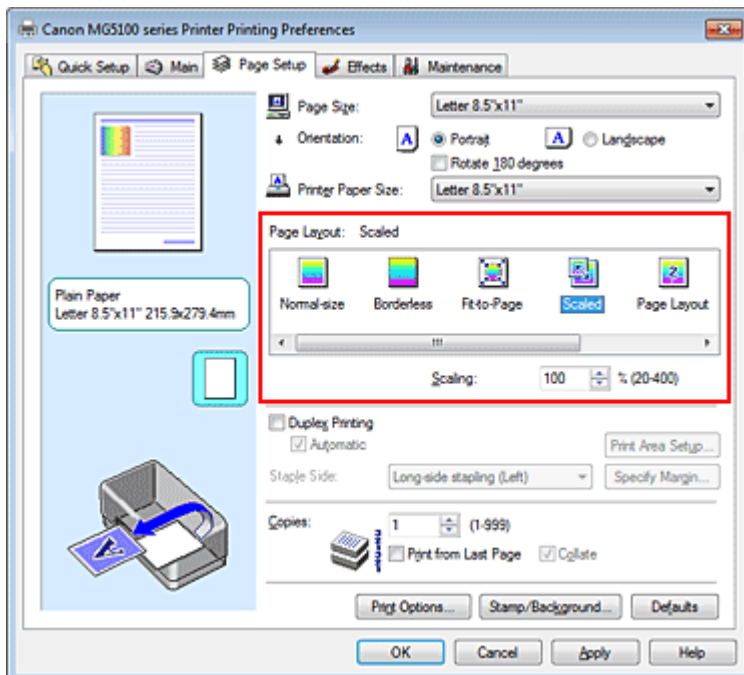 Canon MG5100 series Printer Printing Preferences
Quick Setup Main Page Setup Effects Maintenance
Page Size: Letter 8.5"x11"
Orientation: A Portrait A Landscape
Rotate 180 degrees
Printer Paper Size: Letter 8.5"x11"
Page Layout: Scaled
Normal-size Borderless Fit-to-Page Scaled Page Layout
Plain Paper
Letter 8.5"x11" 215.9x279.4mm
Scaling: 100 % (20-400)
Duplex Printing
Automatic Print Area Setup...
Staple Side: Long-side stapling (Left) Specify Margin...
Copies: 1 (1-999)
Print from Last Page Collate
Print Options... Stamp/Background... Defaults
OK Cancel Apply Help